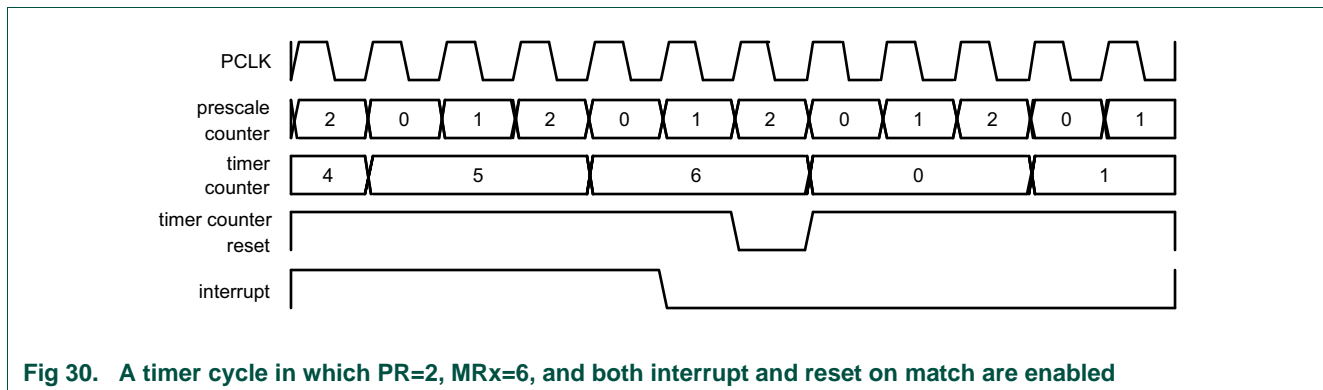 PCLK
prescale
counter
2 0 1 2 0 1 2 0 1 2 0 1
timer
counter
4 5 6 0 1
timer counter
reset
interrupt
Fig 30. A timer cycle in which PR=2, MRx=6, and both interrupt and reset on match are enabled